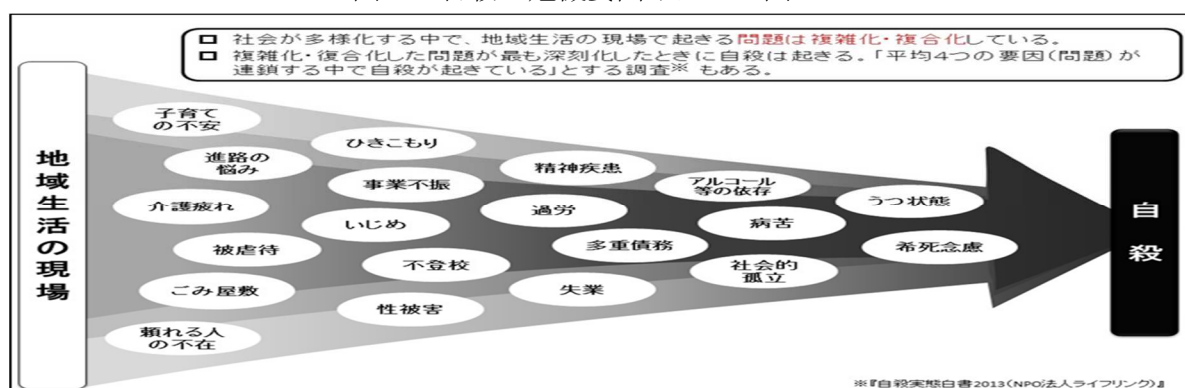 □ 社会が多様化する中で、地域生活の現場で起きる問題は複雑化・複合化している。
□ 複雑化・復合化した問題が最も深刻化したときに自殺は起きる。「平均4つの要因(問題)が
連鎖する中で自殺が起きている」とする調査※ もある。
地域生活の現場
子育て
の不安
進路の
悩み
介護疲れ
被虐待
ごみ屋敷
頼れる人
の不在
ひきこもり
事業不振
いじめ
不登校
性被害
精神疾患
過労
多重債務
失業
アルコール
等の依存
病苦
社会的
孤立
うつ状態
希死念慮
自殺
※『自殺実態白書2013(NPO法人ライフリンク)』